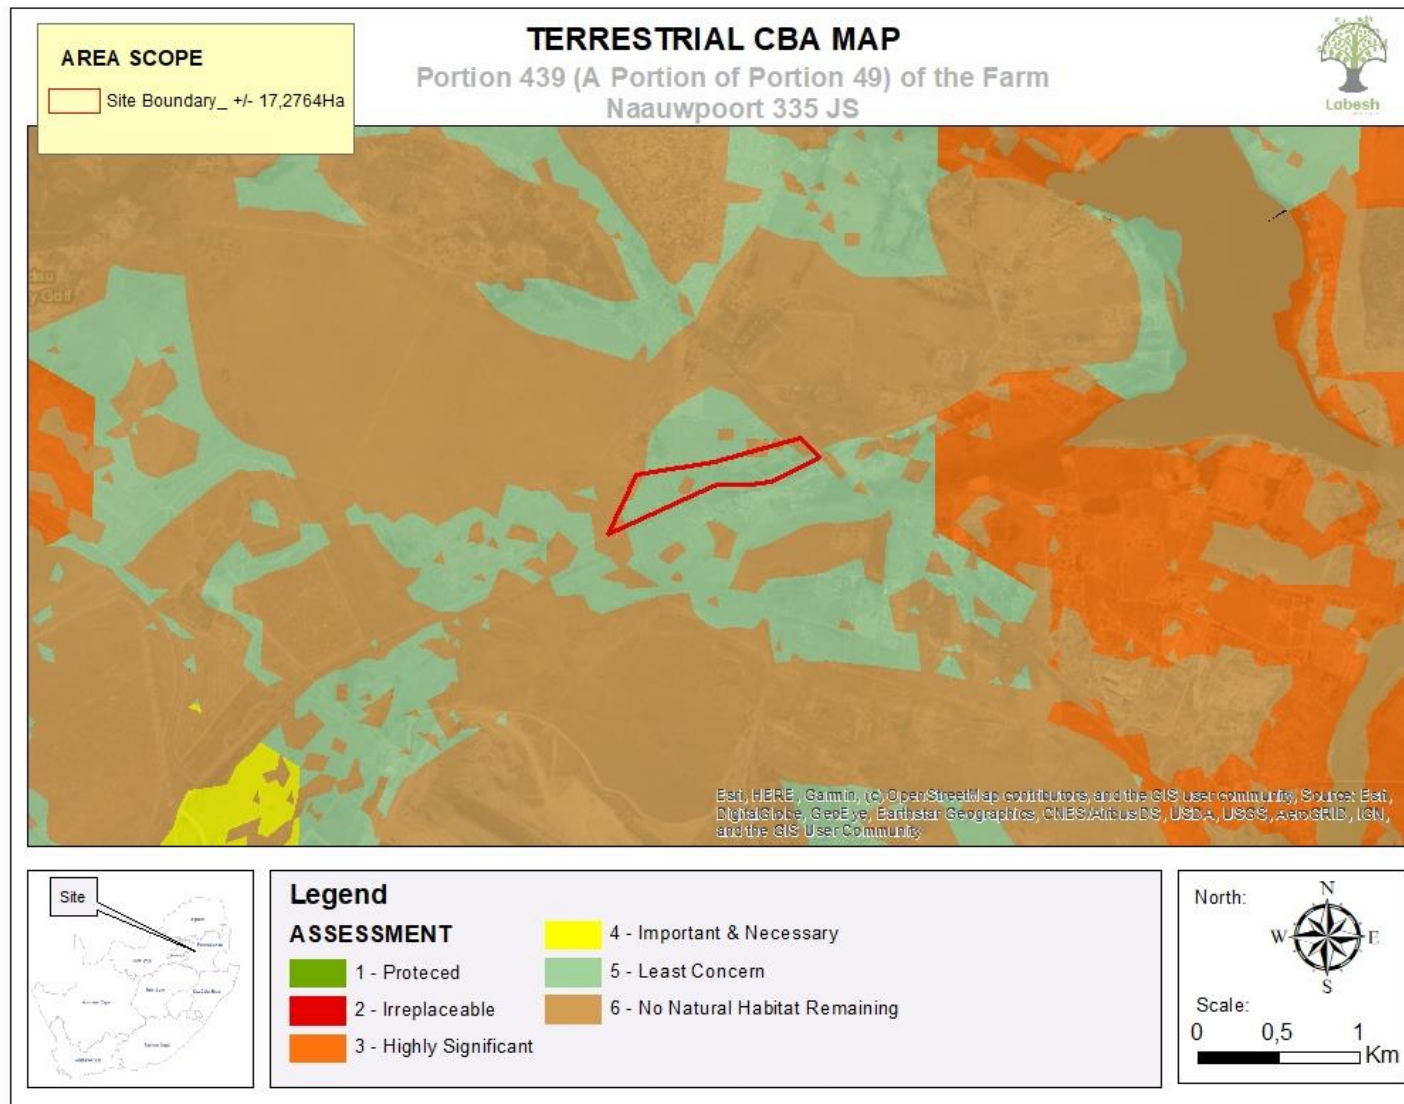 AREA SCOPE
Site Boundary_ +/- 17,2764Ha
TERRESTRIAL CBA MAP
Portion 439 (A Portion of Portion 49) of the Farm
Naauwpoort 335 JS
Labesh
Esri, HERE, Garmin, (c) OpenStreetMap contributors, and the GIS user community, Source: Esri,
DigitalGlobe, GeoEye, Earthstar Geographics, CNES/Airbus DS, USDA, USGS, AeroGRID, IGN,
and the GIS User Community
Site
Legend
ASSESSMENT
1 - Proteced
2 - Irreplaceable
3 - Highly Significant
4 - Important & Necessary
5 - Least Concern
6 - No Natural Habitat Remaining
North:
N
W
E
S
Scale:
0 0,5 1
Km